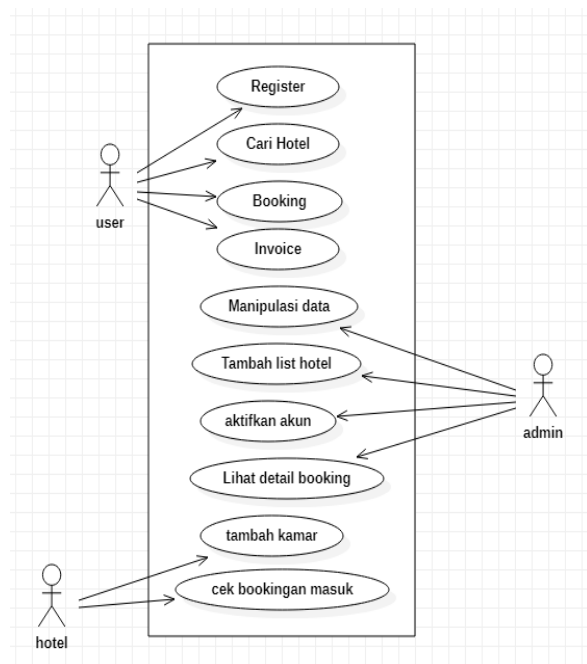 Register
Cari Hotel
Booking
user
Invoice
Manipulasi data
Tambah list hotel
aktifkan akun
admin
Lihat detail booking
tambah kamar
cek bookingan masuk
hotel